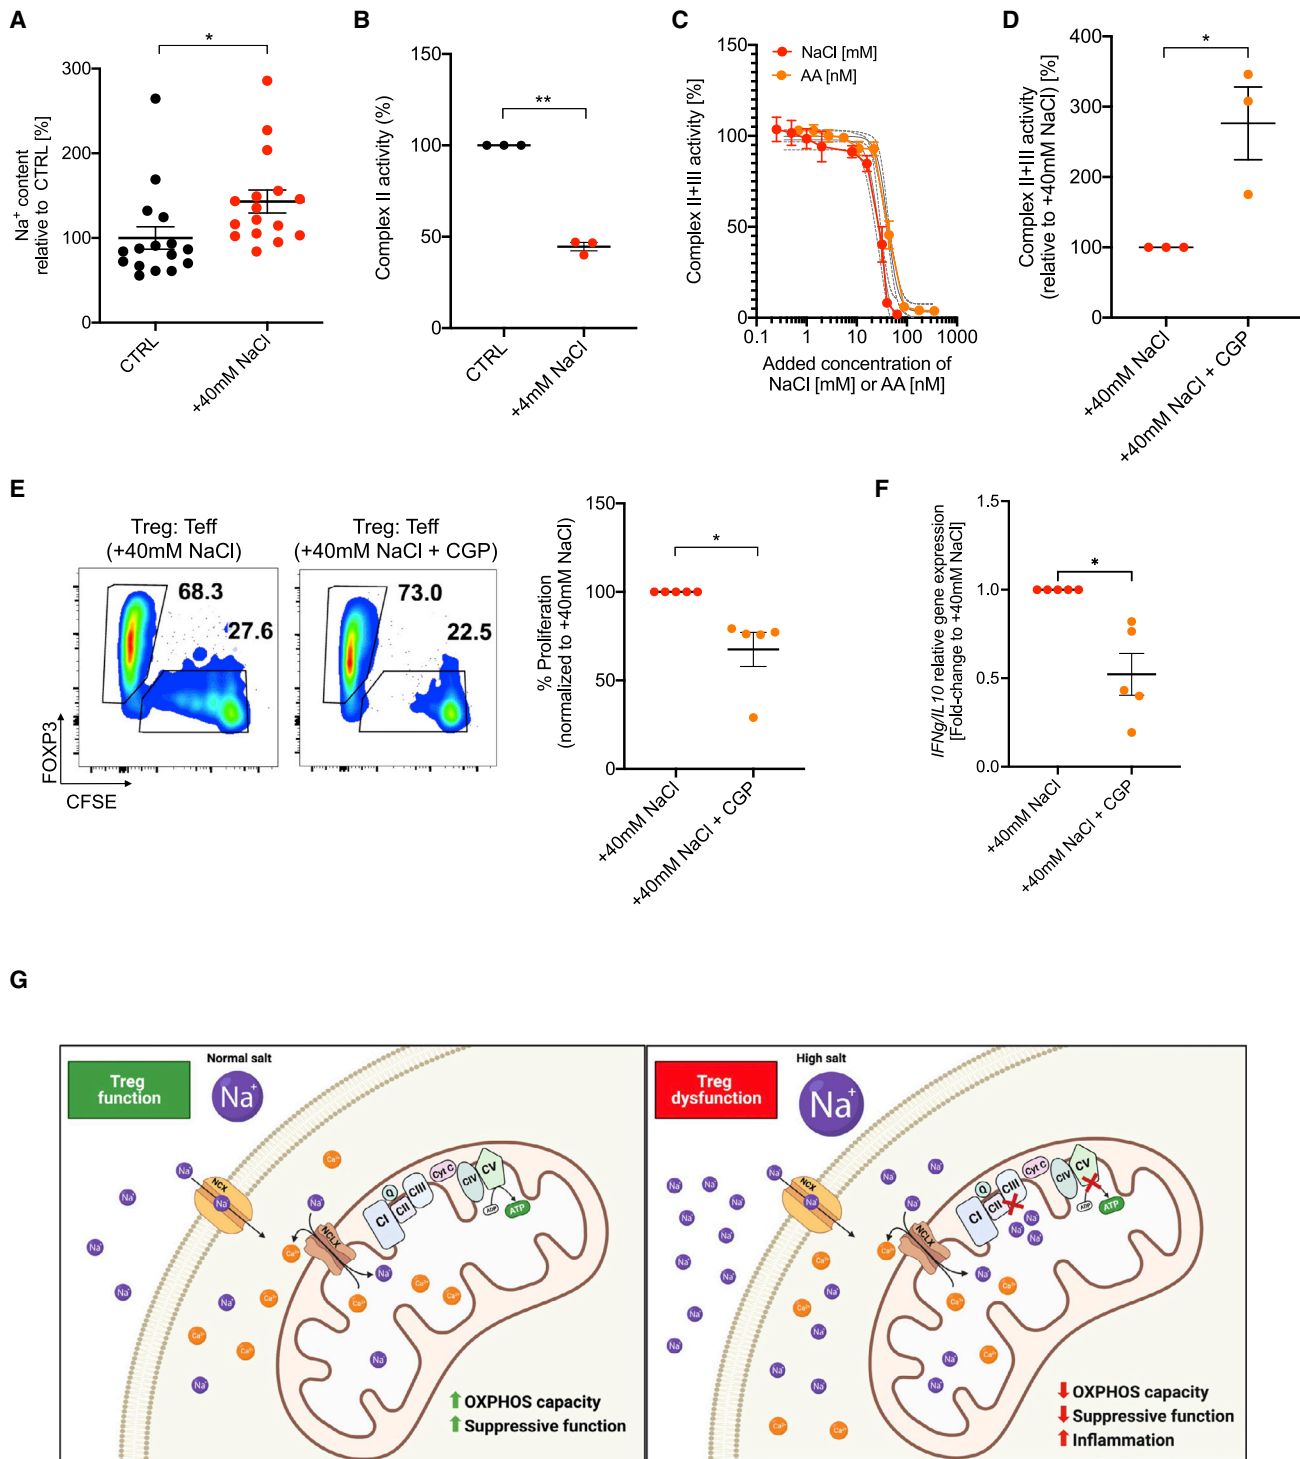 A
*
Na⁺ content
relative to CTRL [%]
300
200
100
0
CTRL
+40mM NaCl
B
**
Complex II activity (%)
150
100
50
0
CTRL
+4mM NaCl
C
NaCl [mM]
AA [nM]
Complex II+III activity [%]
150
100
50
0
0.1
1
10
100
1000
Added concentration of
NaCl [mM] or AA [nM]
D
*
Complex II+III activity
(relative to +40mM NaCl) [%]
400
300
200
100
0
+40mM NaCl
+40mM NaCl + CGP
E
Treg: Teff
(+40mM NaCl)
68.3
27.6
Treg: Teff
(+40mM NaCl + CGP)
73.0
22.5
FOXP3
CFSE
% Proliferation
(normalized to +40mM NaCl)
150
100
50
0
*
+40mM NaCl
+40mM NaCl + CGP
F
IFNg/IL10 relative gene expression
[Fold-change to +40mM NaCl]
1.5
1.0
0.5
0.0
*
+40mM NaCl
+40mM NaCl + CGP
G
Treg
function
Normal salt
Na⁺
NCX
NCLX
Na⁺
Ca²⁺
Q
CI
CII
CIII
Cyt C
CIV
CV
ADP
ATP
OXPHOS capacity
Suppressive function
Treg
dysfunction
High salt
Na⁺
NCX
NCLX
Na⁺
Ca²⁺
Q
CI
CII
CIII
Cyt C
CIV
CV
ADP
ATP
OXPHOS capacity
Suppressive function
Inflammation